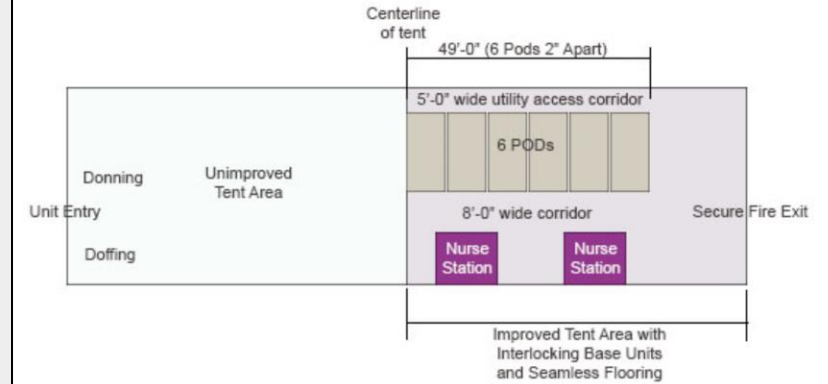 Centerline
of tent
49'-0" (6 Pods 2" Apart)
5'-0" wide utility access corridor
6 PODs
Donning
Unimproved
Tent Area
Unit Entry
8'-0" wide corridor
Secure Fire Exit
Doffing
Nurse
Station
Nurse
Station
Improved Tent Area with
Interlocking Base Units
and Seamless Flooring